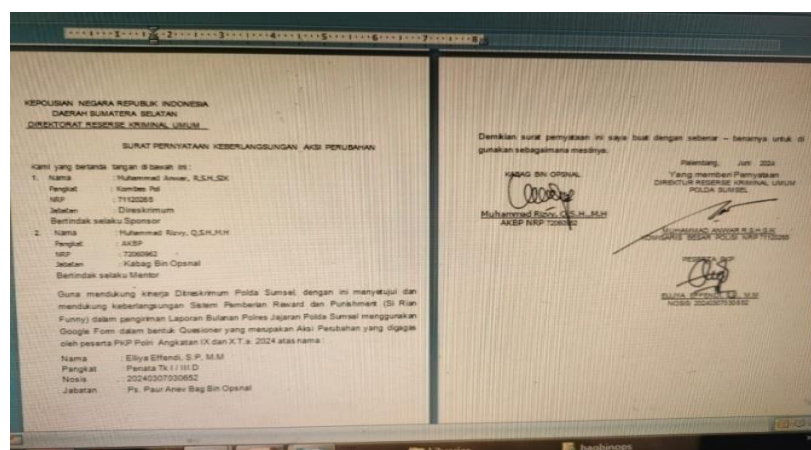 KEPOLISIAN NEGARA REPUBLIK INDONESIA
DAERAH SUMATERA SELATAN
DIREKTORAT RESERSE KRIMINAL UMUM
SURAT PERNYATAAN KEBERLANGSUNGAN AKSI PERUBAHAN
Kami yang bertanda tangan di bawah ini :
1. Nama : Muhammad Anwar, R,S.H.,SIK
Pangkat : Kombes Pol
NRP : 71120265
Jabatan : Direskrimum
Bertindak selaku Sponsor
2. Nama : Muhammad Rizvy, Q,S.H.,M.H
Pangkat : AKBP
NRP : 72060962
Jabatan : Kabag Bin Opsnal
Bertindak selaku Mentor
Guna mendukung kinerja Ditreskrimum Polda Sumsel, dengan ini menyetujui dan
mendukung keberlangsungan Sistem Pemberian Reward dan Punishment (Si Rian
Funny) dalam pengiriman Laporan Bulanan Polres Jajaran Polda Sumsel menggunakan
Google Form dalam bentuk Quesioner yang merupakan Aksi Perubahan yang digagas
oleh peserta PKP Polri Angkatan IX dan X T.a. 2024 atas nama :
Nama : Elliya Effendi, S.P, M.M
Pangkat : Penata Tk I / III D
Nosis : 20240307030652
Jabatan : Ps. Paur Anev Bag Bin Opsnal
Demikian surat pernyataan ini saya buat dengan sebenar – benarnya untuk di
gunakan sebagaimana mestinya.
Palembang, Juni 2024
KABAG BIN OPSNAL
Muhammad Rizvy, Q,S.H.,M.H
AKBP NRP 72060962
Yang memberi Pernyataan
DIREKTUR RESERSE KRIMINAL UMUM
POLDA SUMSEL
MUHAMMAD ANWAR R,S.H,S.IK
KOMISARIS BESAR POLISI NRP 71120265
PESERTA PKP
ELLIYA EFFENDI, S.P., M.M
NOSIS 20240307030652
bagbinops